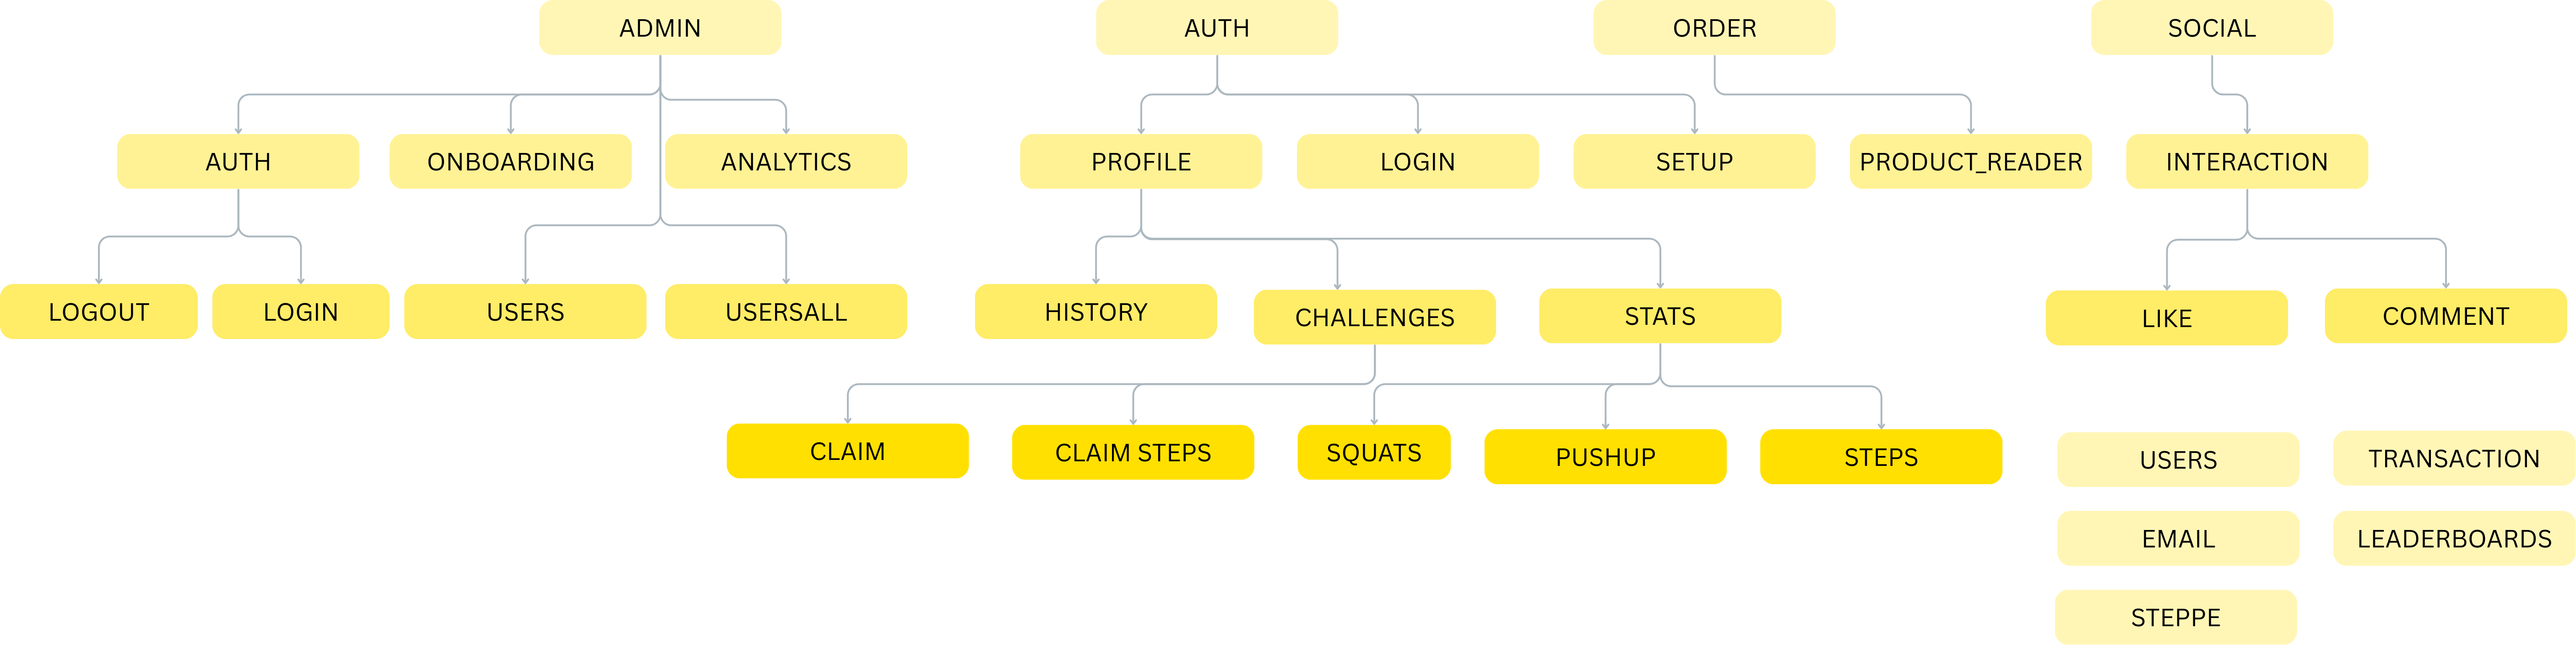 ADMIN
AUTH
ORDER
SOCIAL
AUTH
ONBOARDING
ANALYTICS
PROFILE
LOGIN
SETUP
PRODUCT_READER
INTERACTION
LOGOUT
LOGIN
USERS
USERSALL
HISTORY
CHALLENGES
STATS
LIKE
COMMENT
CLAIM
CLAIM STEPS
SQUATS
PUSHUP
STEPS
USERS
TRANSACTION
EMAIL
LEADERBOARDS
STEPPE